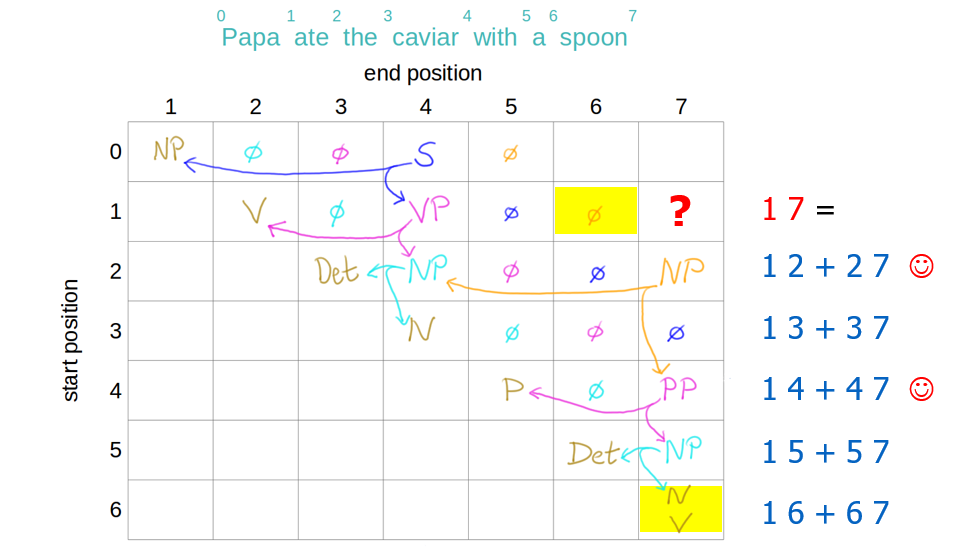 0 1 2 3 4 5 6 7
Papa ate the caviar with a spoon
end position
1 2 3 4 5 6 7
start position
0 NP ∅ ∅ S ∅
1 V ∅ VP ∅ ∅ ? 1 7 =
2 Det NP ∅ ∅ NP 1 2 + 2 7 ☺
3 N ∅ ∅ ∅ 1 3 + 3 7
4 P ∅ PP 1 4 + 4 7 ☺
5 Det NP 1 5 + 5 7
6 N V 1 6 + 6 7